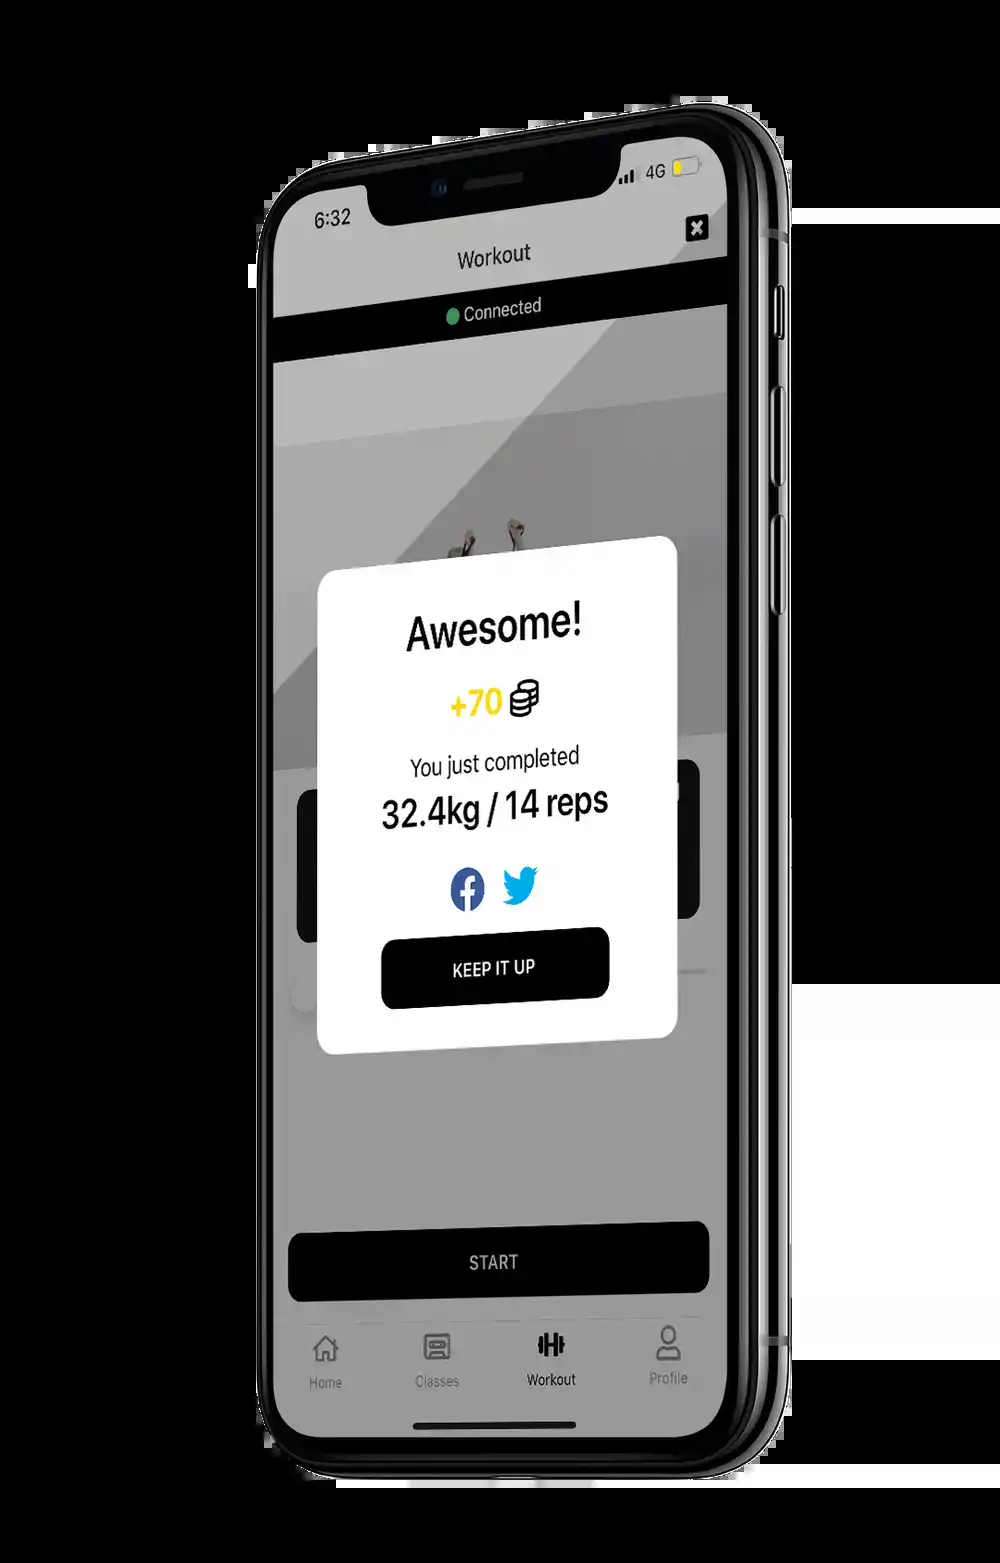 6:32
4G
Workout
Connected
Awesome!
+70
You just completed
32.4kg / 14 reps
KEEP IT UP
START
Home
Classes
Workout
Profile